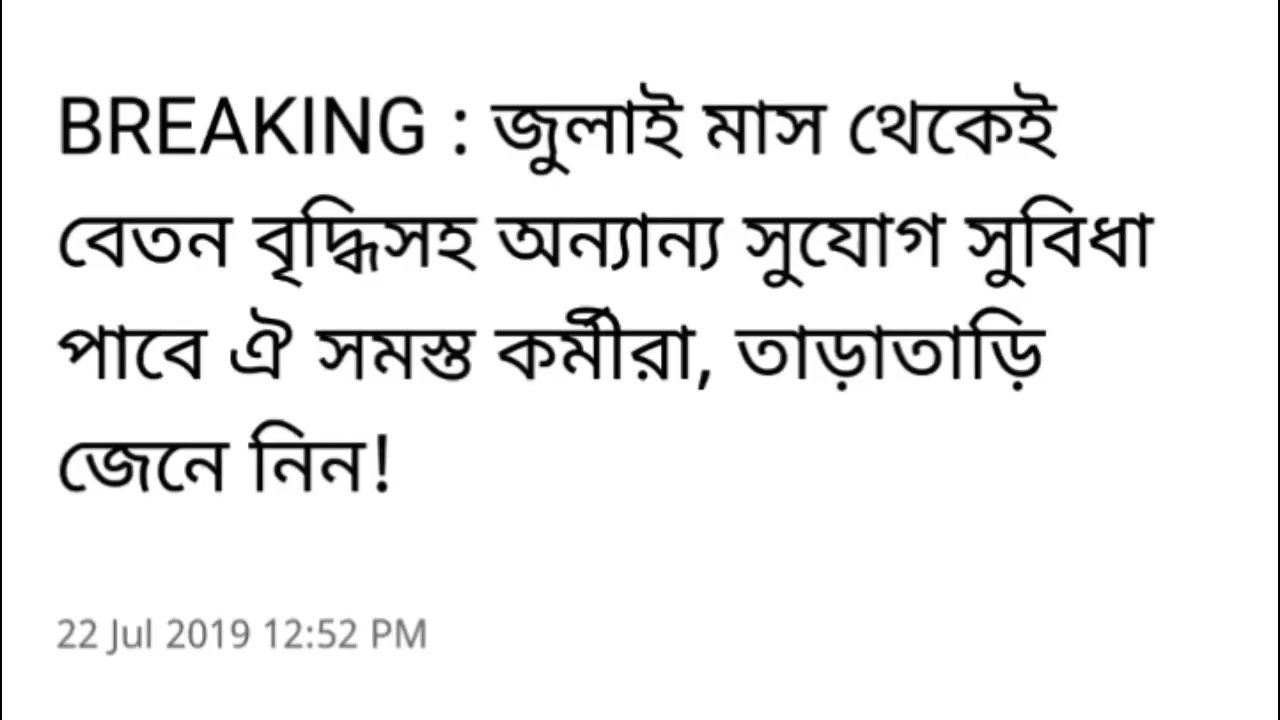 BREAKING : জুলাই মাস থেকেই
বেতন বৃদ্ধিসহ অন্যান্য সুযোগ সুবিধা
পাবে ঐ সমস্ত কর্মীরা, তাড়াতাড়ি
জেনে নিন!
22 Jul 2019 12:52 PM